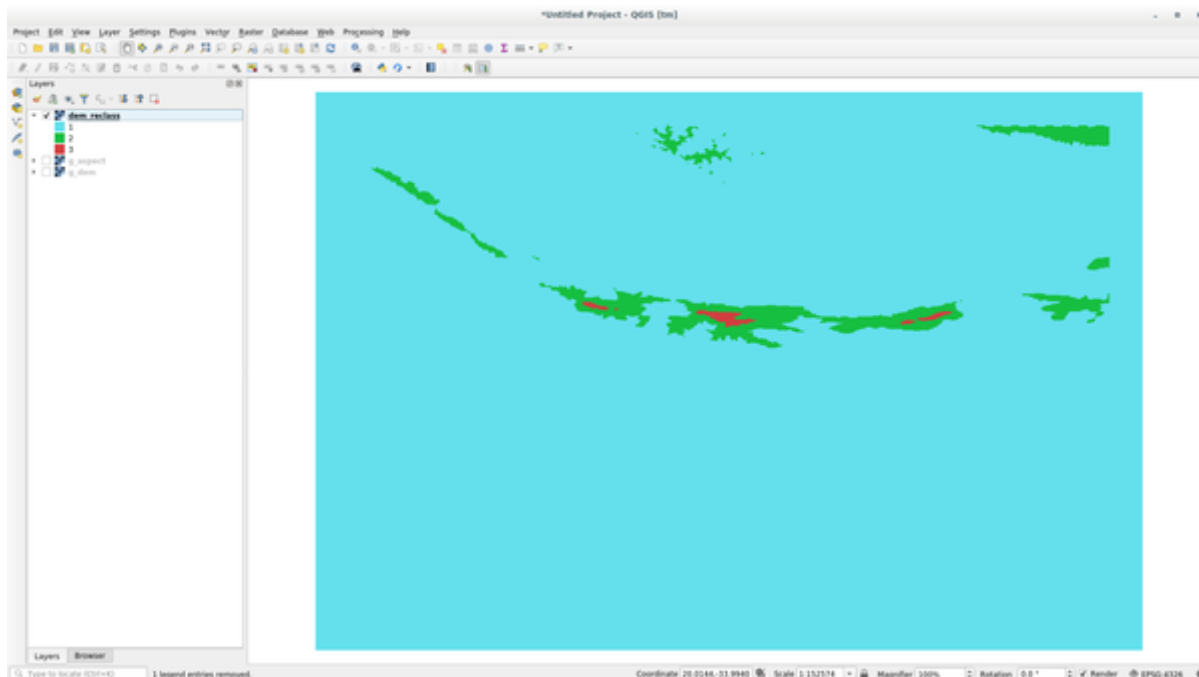 *Untitled Project - QGIS [tm]
Project Edit View Layer Settings Plugins Vector Raster Database Web Processing Help
Layers
dem_reclass
1
2
3
g_aspect
g_dem
Layers Browser
Type to locate (Ctrl+K) 1 legend entries removed. Coordinate 20.0144,-33.9940 Scale 1:152574 Magnifier 100% Rotation 0.0 ° Render EPSG:4326